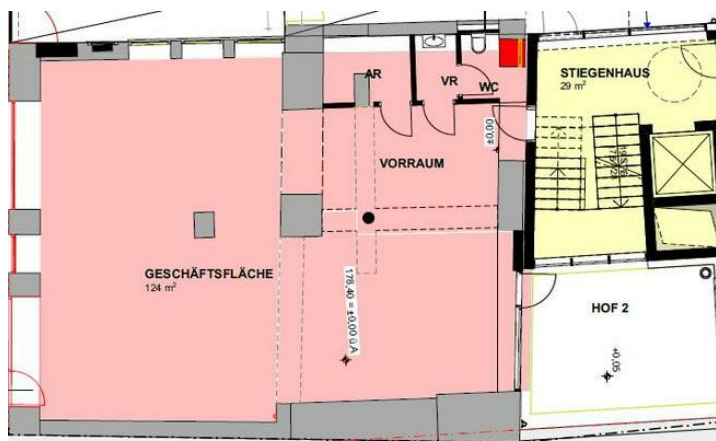 AR
VR
WC
STIEGENHAUS
29 m²
±0,00
VORRAUM
GESCHÄFTSFLÄCHE
124 m²
178,40 = ±0,00 ü.A
HOF 2
+0,05